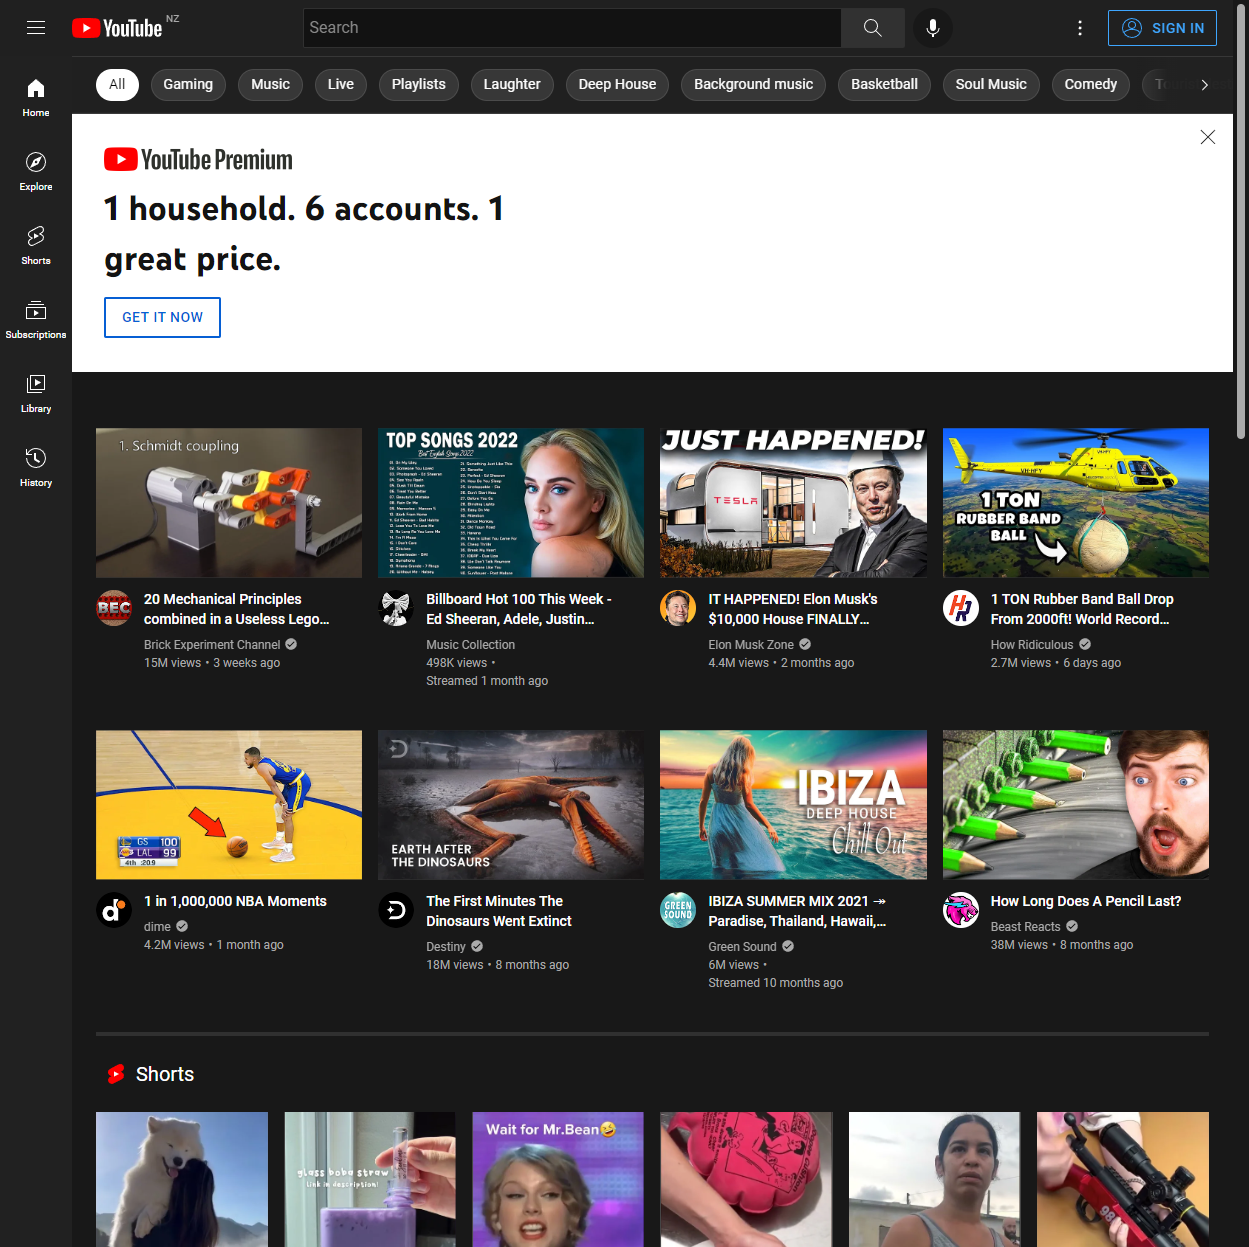 YouTube NZ
Search
SIGN IN
Home
Explore
Shorts
Subscriptions
Library
History
All
Gaming
Music
Live
Playlists
Laughter
Deep House
Background music
Basketball
Soul Music
Comedy
YouTube Premium
1 household. 6 accounts. 1
great price.
GET IT NOW
1. Schmidt coupling
TOP SONGS 2022
Best English Songs 2022
JUST HAPPENED!
TESLA
VH-HFY
1 TON
RUBBER BAND
BALL
BEC
20 Mechanical Principles
combined in a Useless Lego...
Brick Experiment Channel
15M views • 3 weeks ago
Billboard Hot 100 This Week -
Ed Sheeran, Adele, Justin...
Music Collection
498K views •
Streamed 1 month ago
IT HAPPENED! Elon Musk's
$10,000 House FINALLY...
Elon Musk Zone
4.4M views • 2 months ago
HR
1 TON Rubber Band Ball Drop
From 2000ft! World Record...
How Ridiculous
2.7M views • 6 days ago
GS 100
LAL 99
4th :20.9
EARTH AFTER
THE DINOSAURS
IBIZA
DEEP HOUSE
Chill Out
d
1 in 1,000,000 NBA Moments
dime
4.2M views • 1 month ago
D
The First Minutes The
Dinosaurs Went Extinct
Destiny
18M views • 8 months ago
GREEN
SOUND
IBIZA SUMMER MIX 2021 ↠
Paradise, Thailand, Hawaii,...
Green Sound
6M views •
Streamed 10 months ago
How Long Does A Pencil Last?
Beast Reacts
38M views • 8 months ago
Shorts
glass boba straw
link in description!
Wait for Mr.Bean🤣